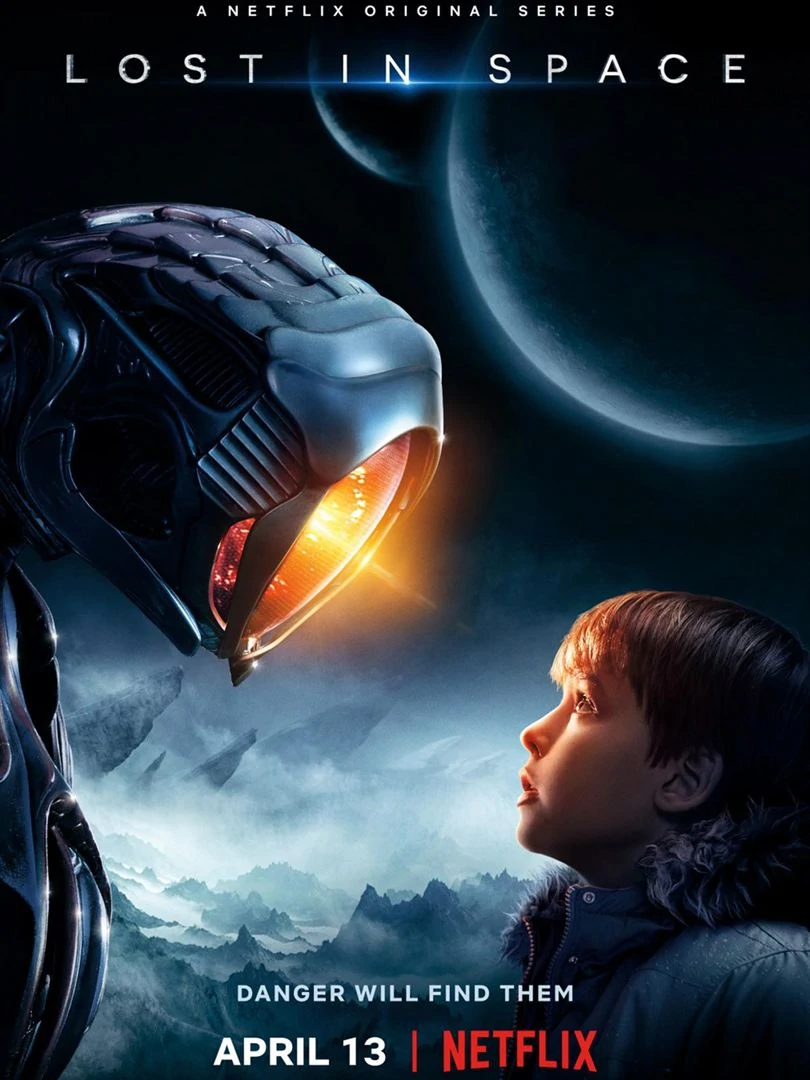 A NETFLIX ORIGINAL SERIES
LOST IN SPACE
DANGER WILL FIND THEM
APRIL 13 | NETFLIX